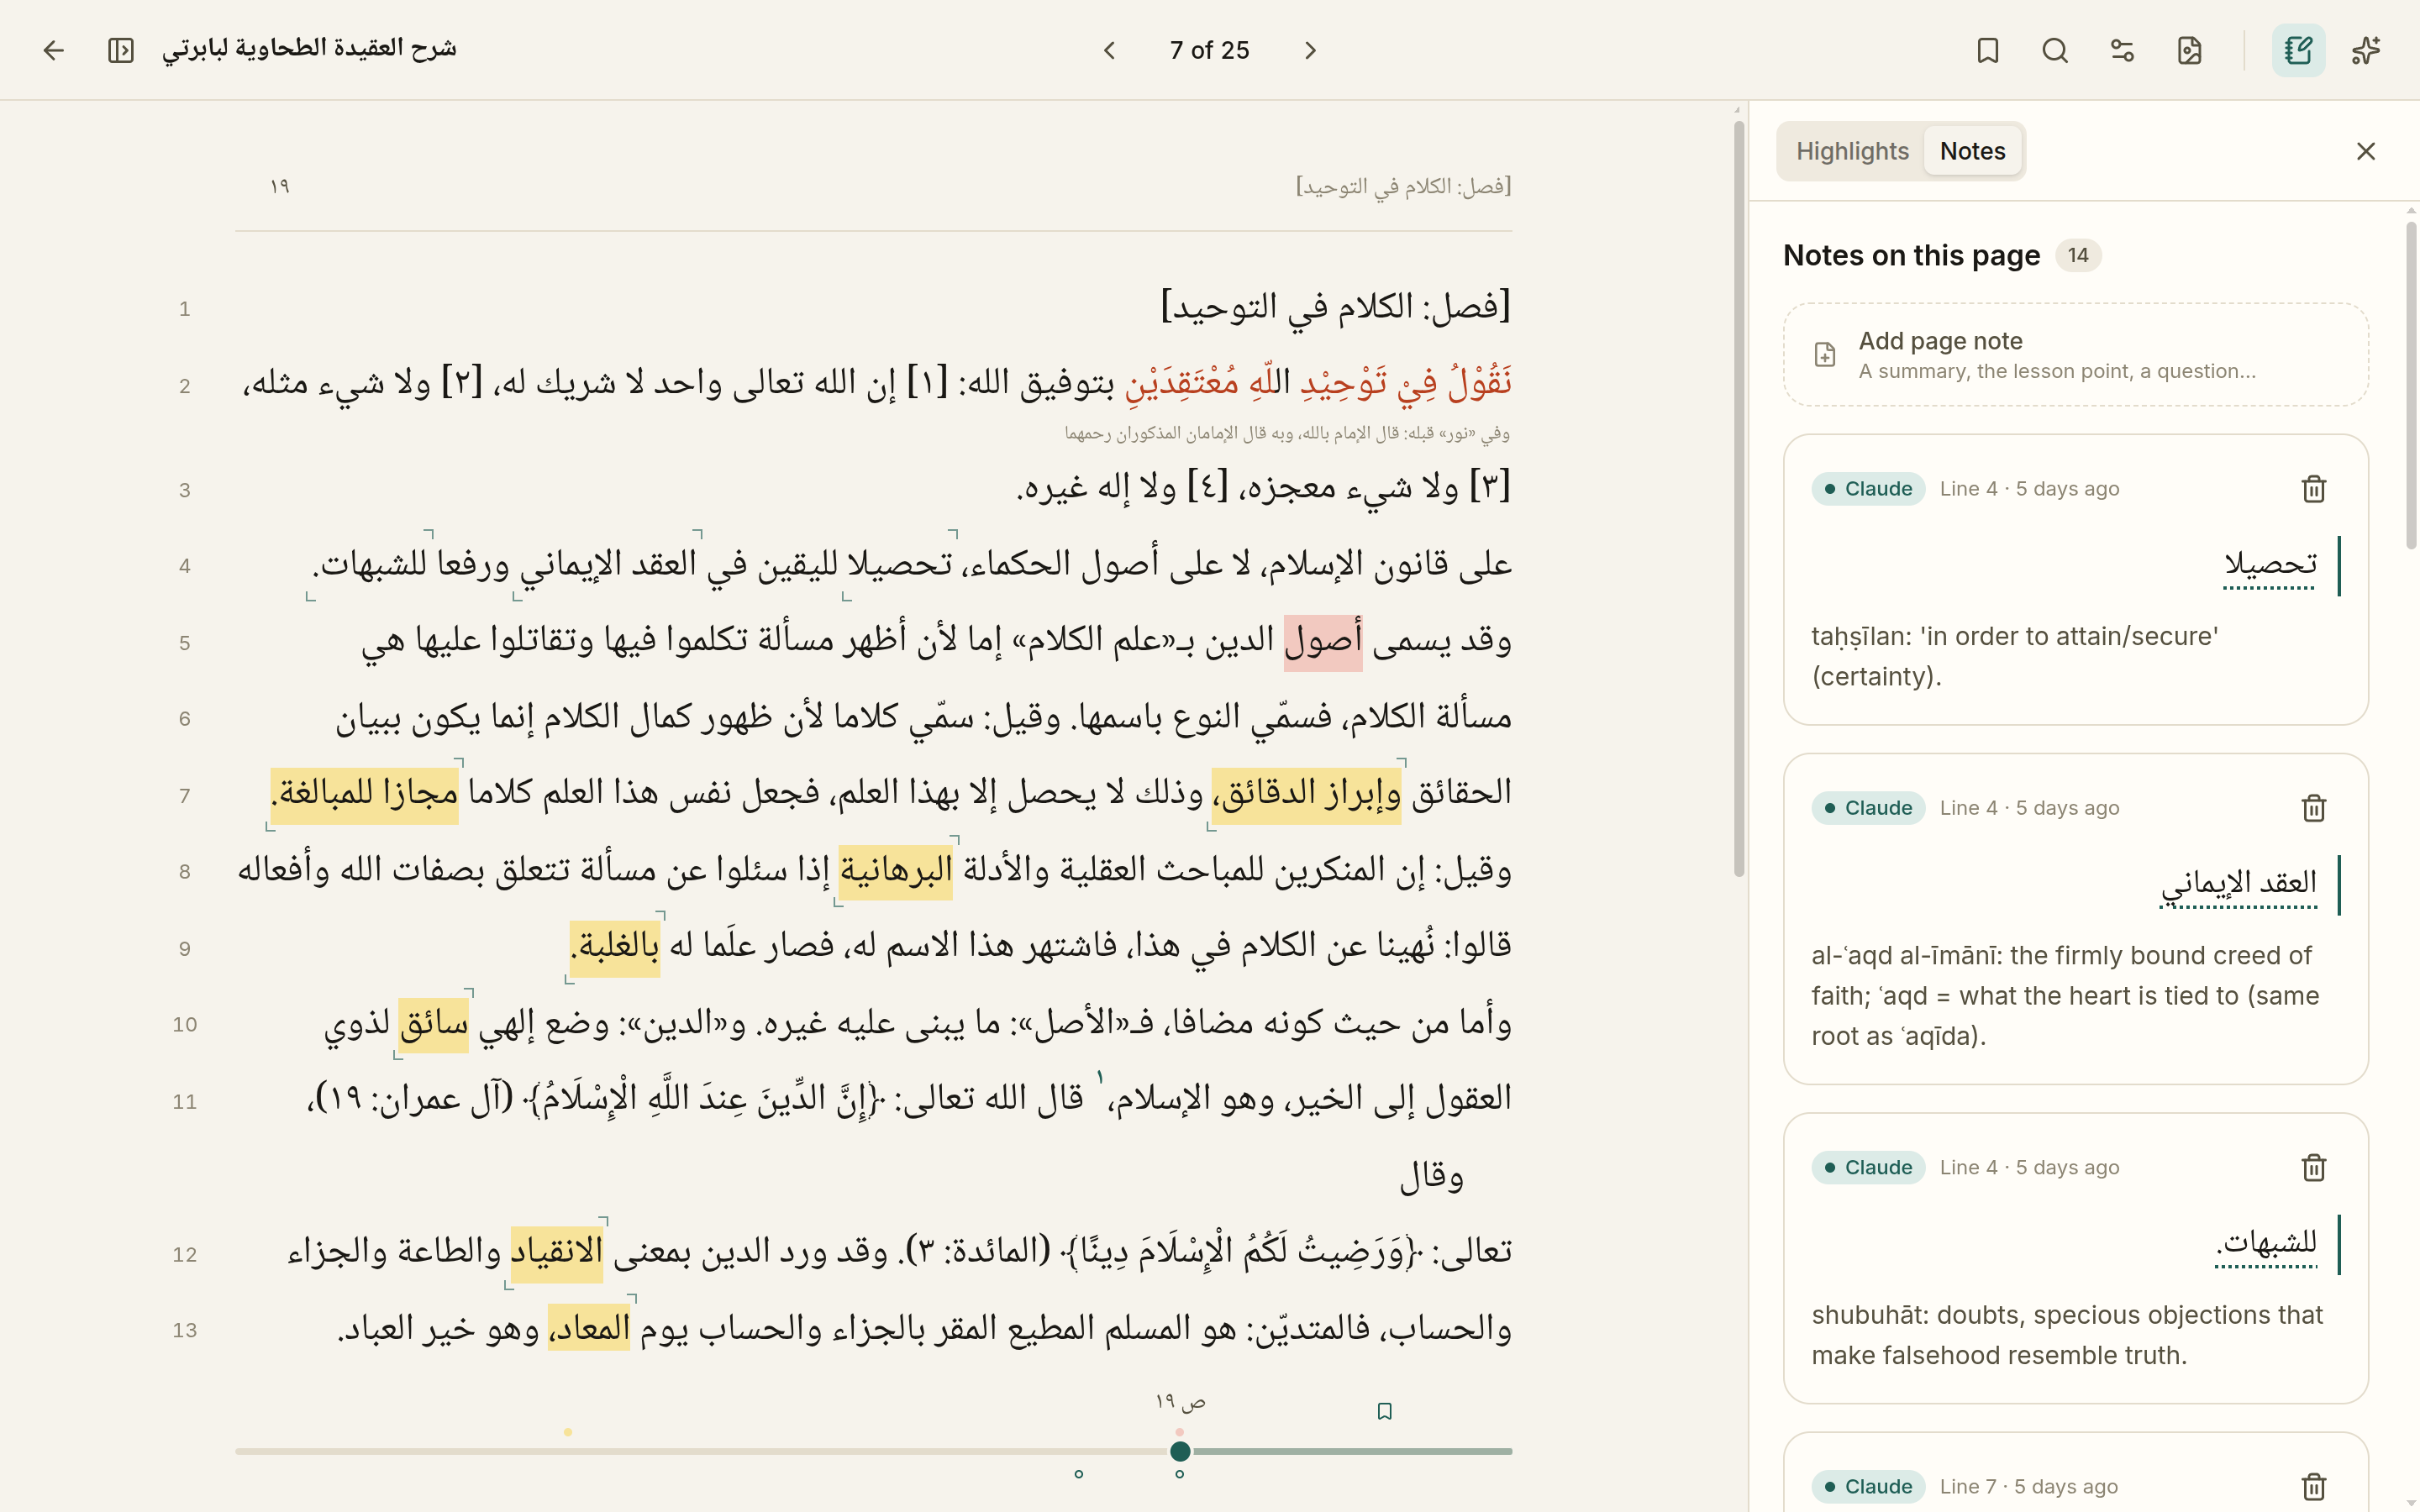 شرح العقيدة الطحاوية لبابرتي
7 of 25
١٩
[فصل: الكلام في التوحيد]
1
[فصل: الكلام في التوحيد]
2
نَقُوْلُ فِيْ تَوْحِيْدِ اللّهِ مُعْتَقِدَيْنِ بتوفيق الله: [١] إن الله تعالى واحد لا شريك له، [٢] ولا شيء مثله،
وفي «نور» قبله: قال الإمام بالله، وبه قال الإمامان المذكوران رحمهما
3
[٣] ولا شيء معجزه، [٤] ولا إله غيره.
4
على قانون الإسلام، لا على أصول الحكماء، تحصيلا لليقين في العقد الإيماني ورفعا للشبهات.
5
وقد يسمى أصول الدين بـ«علم الكلام» إما لأن أظهر مسألة تكلموا فيها وتقاتلوا عليها هي
6
مسألة الكلام، فسمّي النوع باسمها. وقيل: سمّي كلاما لأن ظهور كمال الكلام إنما يكون ببيان
7
الحقائق وإبراز الدقائق، وذلك لا يحصل إلا بهذا العلم، فجعل نفس هذا العلم كلاما مجازا للمبالغة.
8
وقيل: إن المنكرين للمباحث العقلية والأدلة البرهانية إذا سئلوا عن مسألة تتعلق بصفات الله وأفعاله
9
قالوا: نُهينا عن الكلام في هذا، فاشتهر هذا الاسم له، فصار علَما له بالغلبة.
10
وأما من حيث كونه مضافا، فـ«الأصل»: ما يبنى عليه غيره. و«الدين»: وضع إلهي سائق لذوي
11
العقول إلى الخير، وهو الإسلام،١ قال الله تعالى: ﴿إِنَّ الدِّينَ عِندَ اللَّهِ الْإِسْلَامُ﴾ (آل عمران: ١٩)،
وقال
12
تعالى: ﴿وَرَضِيتُ لَكُمُ الْإِسْلَامَ دِينًا﴾ (المائدة: ٣). وقد ورد الدين بمعنى الانقياد والطاعة والجزاء
13
والحساب، فالمتديّن: هو المسلم المطيع المقر بالجزاء والحساب يوم المعاد، وهو خير العباد.
ص ١٩
Highlights
Notes
Notes on this page 14
Add page note
A summary, the lesson point, a question...
Claude Line 4 · 5 days ago
تحصيلا
taḥṣīlan: 'in order to attain/secure'
(certainty).
Claude Line 4 · 5 days ago
العقد الإيماني
al-ʿaqd al-īmānī: the firmly bound creed of
faith; ʿaqd = what the heart is tied to (same
root as ʿaqīda).
Claude Line 4 · 5 days ago
للشبهات.
shubuhāt: doubts, specious objections that
make falsehood resemble truth.
Claude Line 7 · 5 days ago